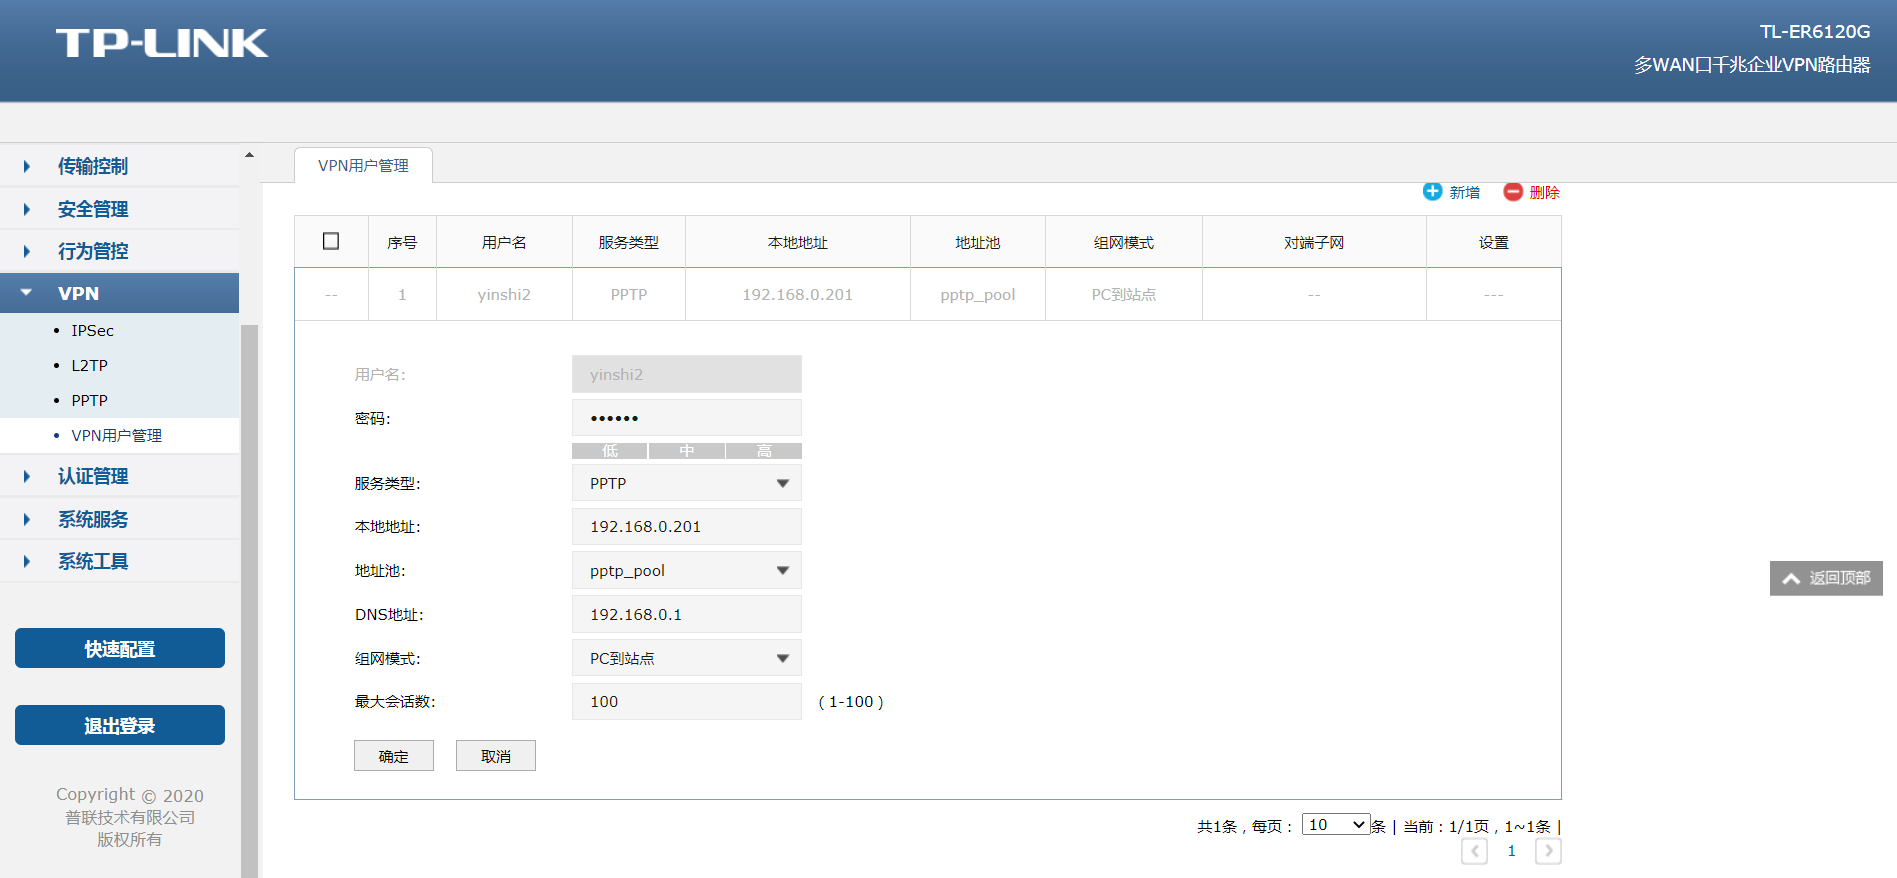 TP-LINK
TL-ER6120G
多WAN口千兆企业VPN路由器
传输控制
安全管理
行为管控
VPN
IPSec
L2TP
PPTP
VPN用户管理
认证管理
系统服务
系统工具
快速配置
退出登录
Copyright © 2020
普联技术有限公司
版权所有
VPN用户管理
新增 删除
序号 用户名 服务类型 本地地址 地址池 组网模式 对端子网 设置
-- 1 yinshi2 PPTP 192.168.0.201 pptp_pool PC到站点 -- ---
用户名: yinshi2
密码: ••••••
低 中 高
服务类型: PPTP
本地地址: 192.168.0.201
地址池: pptp_pool
DNS地址: 192.168.0.1
组网模式: PC到站点
最大会话数: 100 ( 1-100 )
确定 取消
返回顶部
共1条，每页： 10 条 | 当前：1/1页，1~1条 |
1